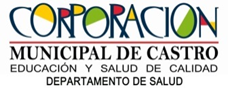 CORPORACION
MUNICIPAL DE CASTRO
EDUCACIÓN Y SALUD DE CALIDAD
DEPARTAMENTO DE SALUD